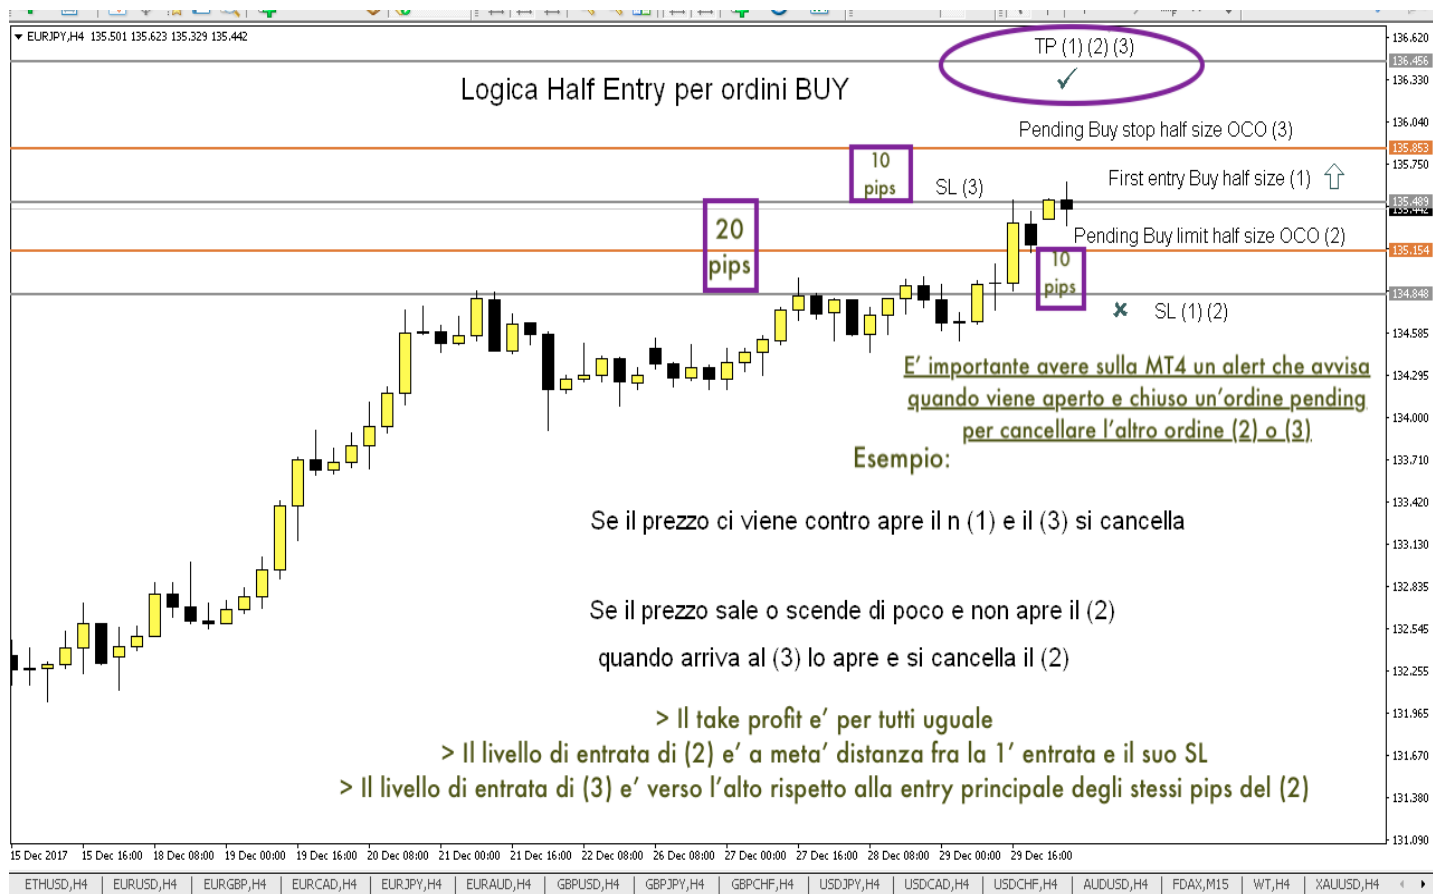 EURJPY,H4 135.501 135.623 135.329 135.442
136.620
TP (1) (2) (3)
136.456
136.330
Logica Half Entry per ordini BUY
136.040
Pending Buy stop half size OCO (3)
135.853
10
pips
135.750
First entry Buy half size (1)
SL (3)
135.489
135.442
20
pips
Pending Buy limit half size OCO (2)
135.154
10
pips
134.848
SL (1) (2)
134.585
E' importante avere sulla MT4 un alert che avvisa
quando viene aperto e chiuso un'ordine pending
per cancellare l'altro ordine (2) o (3)
134.295
134.000
Esempio:
133.710
133.420
Se il prezzo ci viene contro apre il n (1) e il (3) si cancella
133.130
132.835
Se il prezzo sale o scende di poco e non apre il (2)
132.545
quando arriva al (3) lo apre e si cancella il (2)
132.255
> Il take profit e' per tutti uguale
131.965
> Il livello di entrata di (2) e' a meta' distanza fra la 1' entrata e il suo SL
131.670
> Il livello di entrata di (3) e' verso l'alto rispetto alla entry principale degli stessi pips del (2)
131.380
131.090
15 Dec 2017 15 Dec 16:00 18 Dec 08:00 19 Dec 00:00 19 Dec 16:00 20 Dec 08:00 21 Dec 00:00 21 Dec 16:00 22 Dec 08:00 26 Dec 08:00 27 Dec 00:00 27 Dec 16:00 28 Dec 08:00 29 Dec 00:00 29 Dec 16:00
ETHUSD,H4 EURUSD,H4 EURGBP,H4 EURCAD,H4 EURJPY,H4 EURAUD,H4 GBPUSD,H4 GBPJPY,H4 GBPCHF,H4 USDJPY,H4 USDCAD,H4 USDCHF,H4 AUDUSD,H4 FDAX,M15 WT,H4 XAUUSD,H4